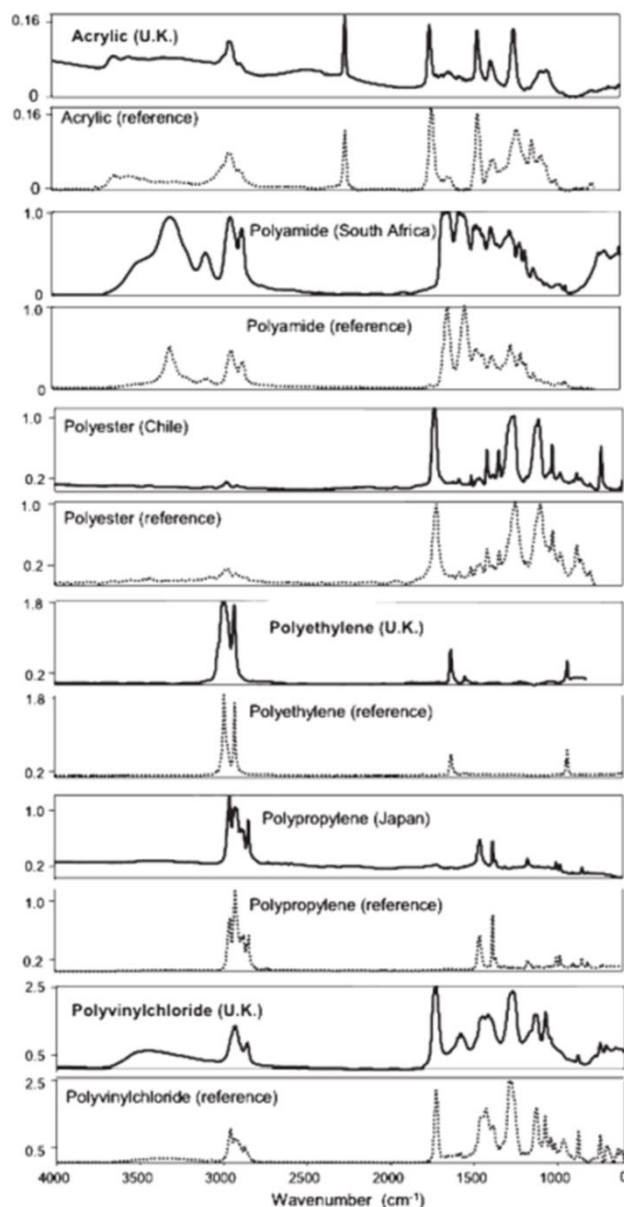 0.16
Acrylic (U.K.)
0
0.16
Acrylic (reference)
0
1.0
Polyamide (South Africa)
0
1.0
Polyamide (reference)
0
1.0
Polyester (Chile)
0.2
1.0
Polyester (reference)
0.2
1.8
Polyethylene (U.K.)
0.2
1.8
Polyethylene (reference)
0.2
1.0
Polypropylene (Japan)
0.2
1.0
Polypropylene (reference)
0.2
2.5
Polyvinylchloride (U.K.)
0.5
2.5
Polyvinylchloride (reference)
0.5
4000 3500 3000 2500 2000 1500 1000 600
Wavenumber (cm⁻¹)